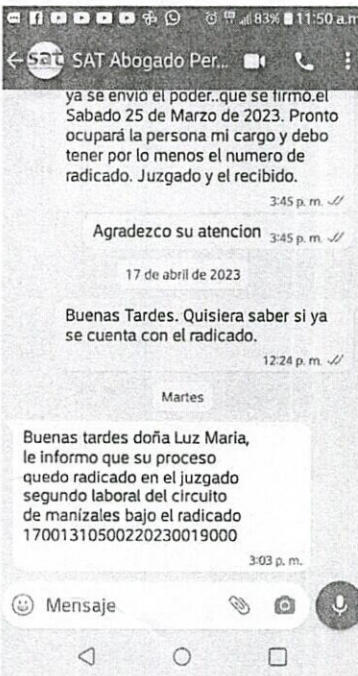 83% 11:50 a.m
SAT Abogado Per...
ya se envió el poder..que se firmó.el
Sabado 25 de Marzo de 2023. Pronto
ocupará la persona mi cargo y debo
tener por lo menos el numero de
radicado. Juzgado y el recibido.
3:45 p. m.
Agradezco su atencion 3:45 p. m.
17 de abril de 2023
Buenas Tardes. Quisiera saber si ya
se cuenta con el radicado.
12:24 p. m.
Martes
Buenas tardes doña Luz Maria,
le informo que su proceso
quedo radicado en el juzgado
segundo laboral del circuito
de manizales bajo el radicado
17001310500220230019000
3:03 p. m.
Mensaje